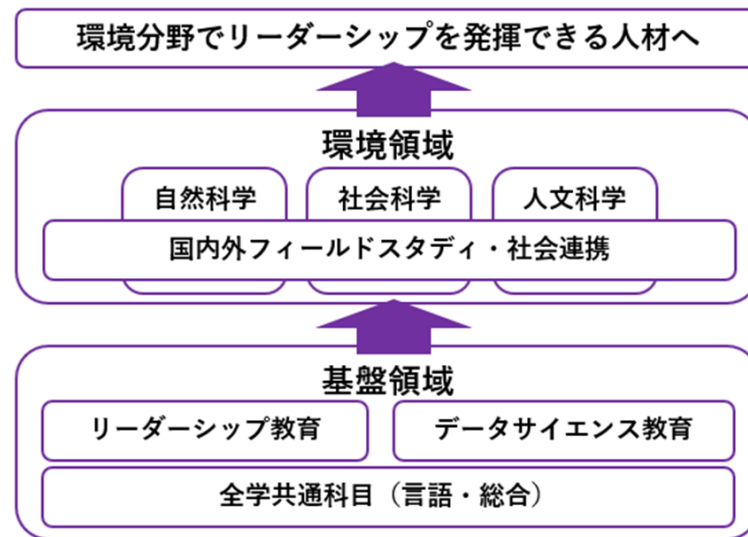 環境分野でリーダーシップを発揮できる人材へ
環境領域
自然科学
社会科学
人文科学
国内外フィールドスタディ・社会連携
基盤領域
リーダーシップ教育
データサイエンス教育
全学共通科目（言語・総合）